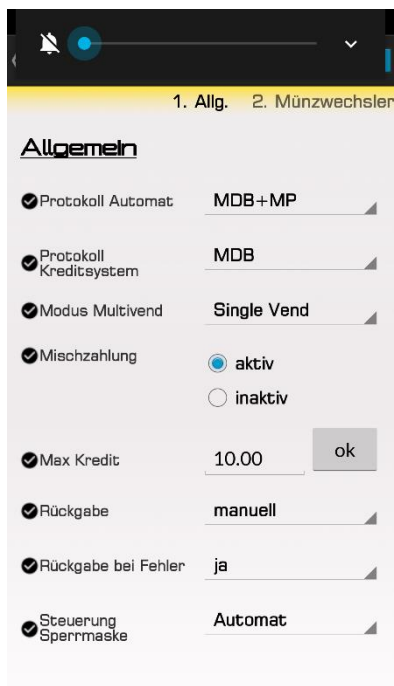 1. Allg. 2. Münzwechsler
Allgemein
Protokoll Automat MDB+MP
Protokoll Kreditsystem MDB
Modus Multivend Single Vend
Mischzahlung aktiv
inaktiv
Max Kredit 10.00 ok
Rückgabe manuell
Rückgabe bei Fehler ja
Steuerung Sperrmaske Automat